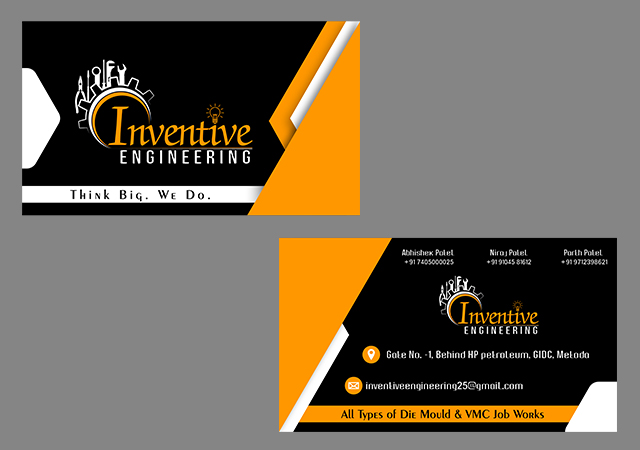 Inventive
ENGINEERING
Think Big. We Do.
Abhishek Patel
+91 7405000025
Niraj Patel
+91 91045 81612
Parth Patel
+91 9712398621
Inventive
ENGINEERING
Gate No. -1, Behind HP petroleum, GIDC, Metoda
inventiveengineering25@gmail.com
All Types of Die Mould & VMC Job Works